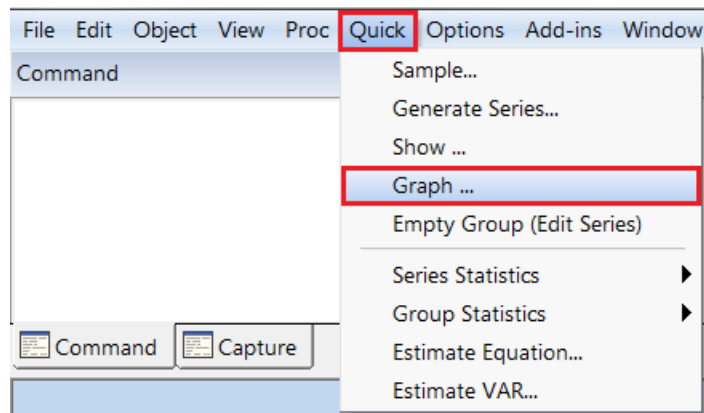 File Edit Object View Proc Quick Options Add-ins Window
Command
Sample...
Generate Series...
Show ...
Graph ...
Empty Group (Edit Series)
Series Statistics
Group Statistics
Estimate Equation...
Estimate VAR...
Command Capture